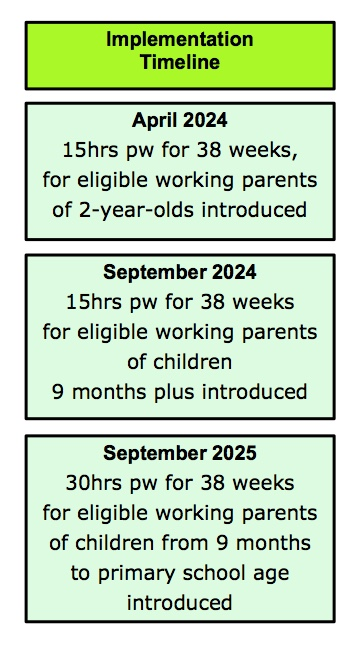 Implementation
Timeline
April 2024
15hrs pw for 38 weeks,
for eligible working parents
of 2-year-olds introduced
September 2024
15hrs pw for 38 weeks
for eligible working parents
of children
9 months plus introduced
September 2025
30hrs pw for 38 weeks
for eligible working parents
of children from 9 months
to primary school age
introduced